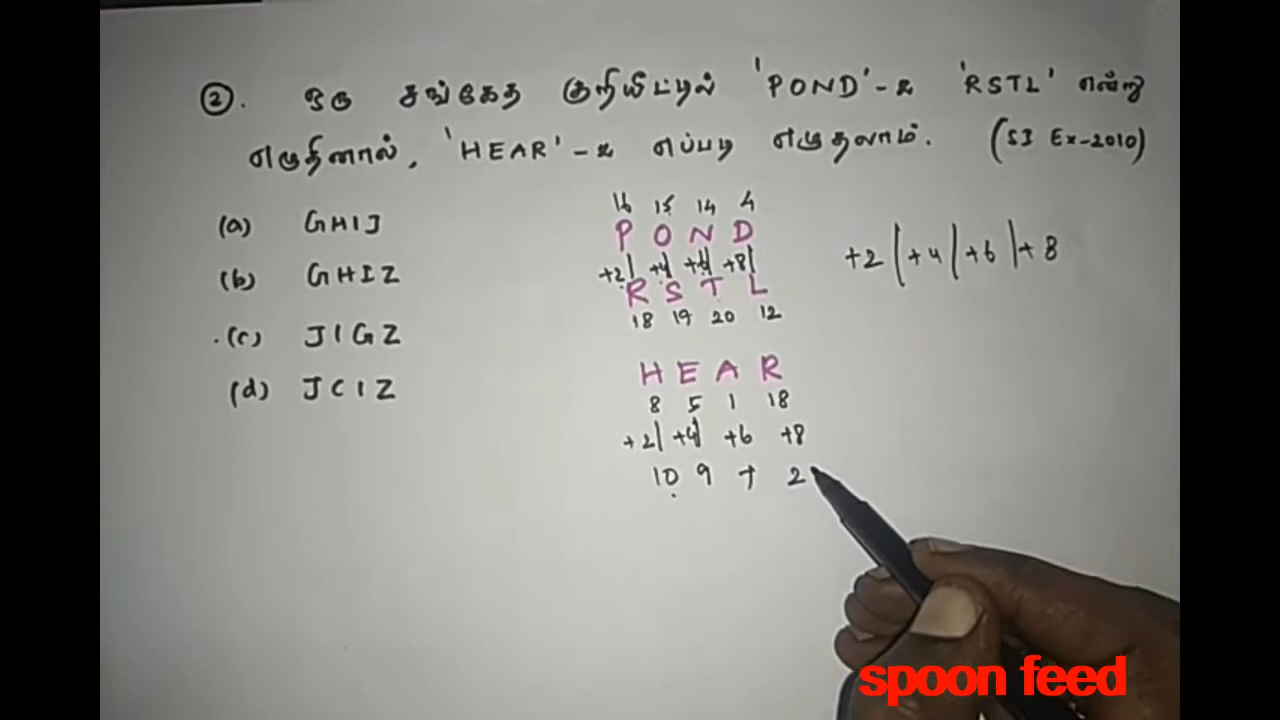 2. ஒரு சங்கேத குறியிட்டில் 'POND'-ஐ 'RSTL' என்று
எழுதினால், 'HEAR'-ஐ எப்படி எழுதலாம். (SI Ex-2010)
(a) GHIJ
(b) GHIZ
(c) JIGZ
(d) JCIZ
16 15 14 4
P O N D
+2 +4 +6 +8
R S T L
18 19 20 12
+2 | +4 | +6 | +8
H E A R
8 5 1 18
+2 +4 +6 +8
10 9 7 2
spoon feed